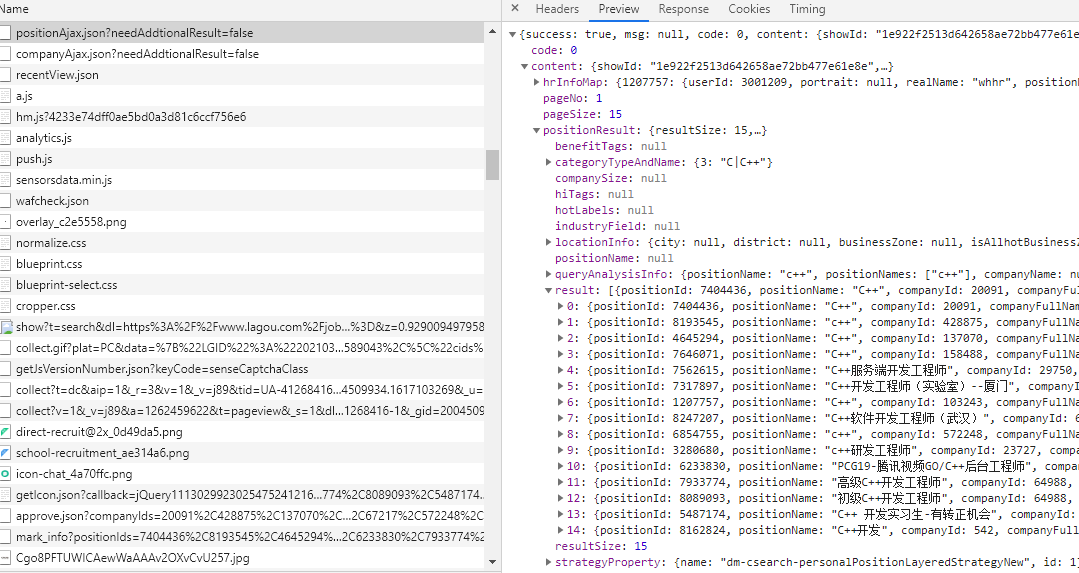 Name
positionAjax.json?needAddtionalResult=false
companyAjax.json?needAddtionalResult=false
recentView.json
a.js
hm.js?4233e74dff0ae5bd0a3d81c6ccf756e6
analytics.js
push.js
sensorsdata.min.js
wafcheck.json
overlay_c2e5558.png
normalize.css
blueprint.css
blueprint-select.css
cropper.css
show?t=search&dl=https%3A%2F%2Fwww.lagou.com%2Fjob...%3D&z=0.929009497958
collect.gif?plat=PC&data=%7B%22LGID%22%3A%22202103...589043%2C%5C%22cids%
getJsVersionNumber.json?keyCode=senseCaptchaClass
collect?t=dc&aip=1&_r=3&v=1&_v=j89&tid=UA-41268416...4509934.1617103269&_u=
collect?v=1&_v=j89&a=1262459622&t=pageview&_s=1&dl...1268416-1&_gid=2004509
direct-recruit@2x_0d49da5.png
school-recruitment_ae314a6.png
icon-chat_4a70ffc.png
getIcon.json?callback=jQuery1113029923025475241216...774%2C8089093%2C5487174...
approve.json?companyIds=20091%2C428875%2C137070%2C...2C67217%2C572248%2C...
mark_info?positionIds=7404436%2C8193545%2C4645294%...2C6233830%2C7933774%2...
Cgo8PFTUWICAewWaAAAv2OXvCvU257.jpg
× Headers Preview Response Cookies Timing
{success: true, msg: null, code: 0, content: {showId: "1e922f2513d642658ae72bb477e61e
code: 0
content: {showId: "1e922f2513d642658ae72bb477e61e8e",…}
hrInfoMap: {1207757: {userId: 3001209, portrait: null, realName: "whhr", position
pageNo: 1
pageSize: 15
positionResult: {resultSize: 15,…}
benefitTags: null
categoryTypeAndName: {3: "C|C++"}
companySize: null
hiTags: null
hotLabels: null
industryField: null
locationInfo: {city: null, district: null, businessZone: null, isAllhotBusinessZ
positionName: null
queryAnalysisInfo: {positionName: "c++", positionNames: ["c++"], companyName: nu
result: [{positionId: 7404436, positionName: "C++", companyId: 20091, companyFul
0: {positionId: 7404436, positionName: "C++", companyId: 20091, companyFullName
1: {positionId: 8193545, positionName: "C++", companyId: 428875, companyFullNam
2: {positionId: 4645294, positionName: "C++", companyId: 137070, companyFullNam
3: {positionId: 7646071, positionName: "C++", companyId: 158488, companyFullNam
4: {positionId: 7562615, positionName: "C++服务端开发工程师", companyId: 29750,
5: {positionId: 7317897, positionName: "C++开发工程师（实验室）--厦门", companyId
6: {positionId: 1207757, positionName: "C++", companyId: 103243, companyFullNam
7: {positionId: 8247207, positionName: "C++软件开发工程师（武汉）", companyId: 6
8: {positionId: 6854755, positionName: "c++", companyId: 572248, companyFullNam
9: {positionId: 3280680, positionName: "c++研发工程师", companyId: 23727, compan
10: {positionId: 6233830, positionName: "PCG19-腾讯视频GO/C++后台工程师", compan
11: {positionId: 7933774, positionName: "高级C++开发工程师", companyId: 64988,
12: {positionId: 8089093, positionName: "初级C++开发工程师", companyId: 64988,
13: {positionId: 5487174, positionName: "C++ 开发实习生-有转正机会", companyId:
14: {positionId: 8162824, positionName: "C++开发", companyId: 542, companyFullN
resultSize: 15
strategyProperty: {name: "dm-csearch-personalPositionLayeredStrategyNew", id: 1